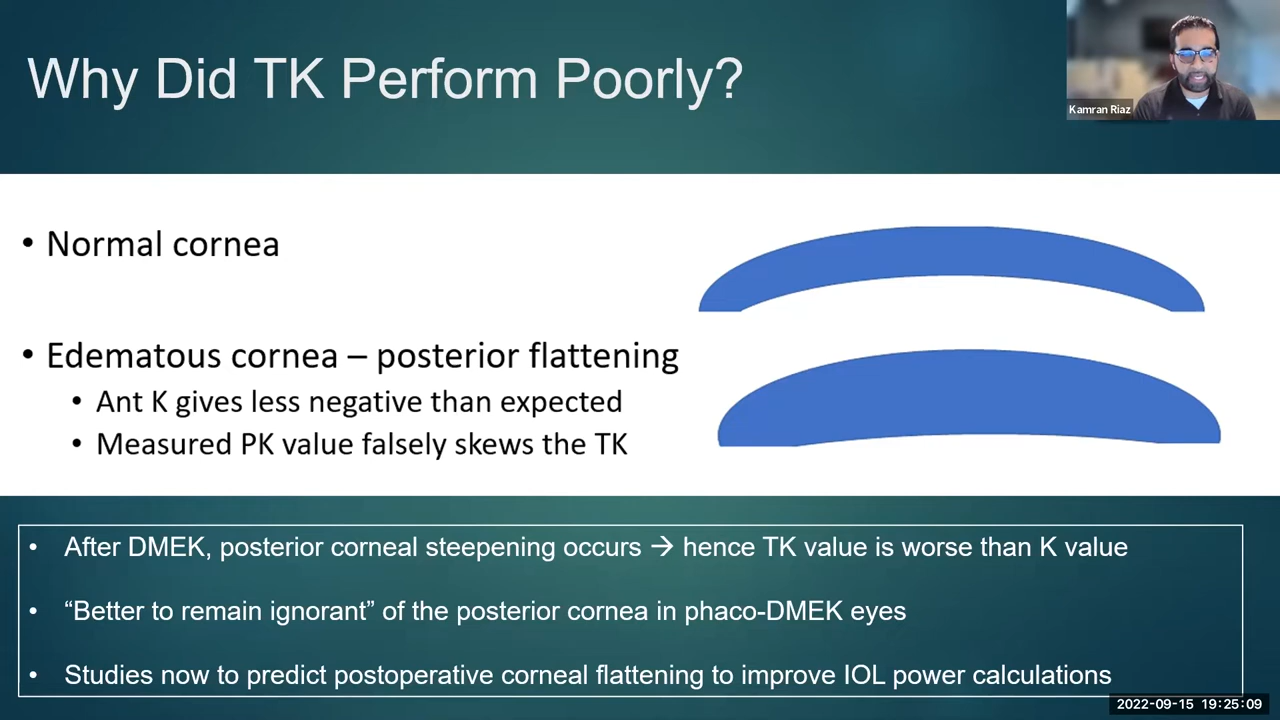 Why Did TK Perform Poorly?
Kamran Riaz
• Normal cornea
• Edematous cornea – posterior flattening
• Ant K gives less negative than expected
• Measured PK value falsely skews the TK
• After DMEK, posterior corneal steepening occurs → hence TK value is worse than K value
• “Better to remain ignorant” of the posterior cornea in phaco-DMEK eyes
• Studies now to predict postoperative corneal flattening to improve IOL power calculations
2022-09-15 19:25:09